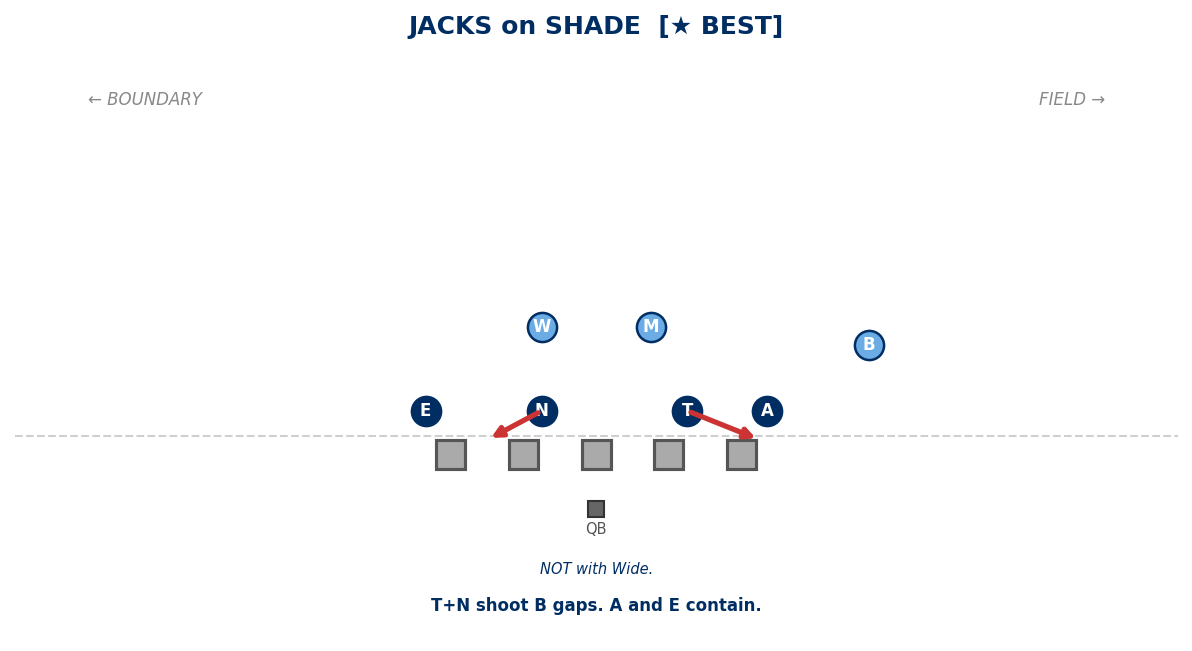 JACKS on SHADE [★ BEST]
← BOUNDARY
FIELD →
W
M
B
E
N
T
A
QB
NOT with Wide.
T+N shoot B gaps. A and E contain.